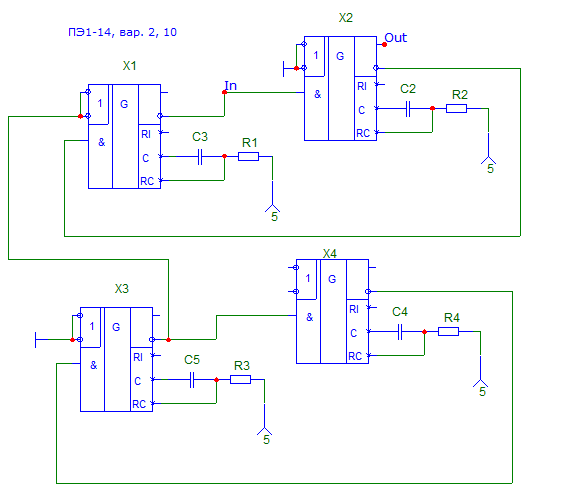 ПЭ1-14, вар. 2, 10
X2
Out
1
G
&
RI
C
RC
C2
R2
5
X1
In
1
G
&
RI
C
RC
C3
R1
5
X4
1
G
&
RI
C
RC
C4
R4
5
X3
1
G
&
RI
C
RC
C5
R3
5